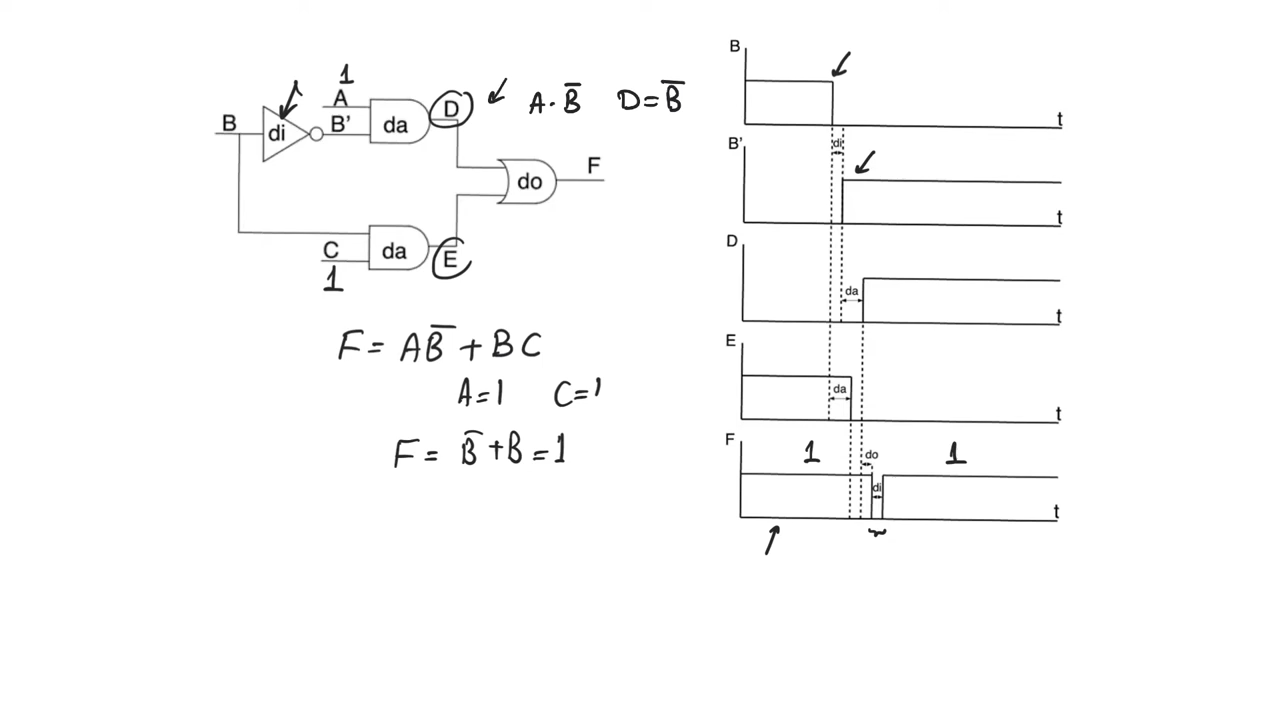 1
A
B
di
B'
da
D
A · B̅ D = B̅
F
do
C
da
E
1
F = AB̅ + BC
A = 1 C = 1
F = B̅ + B = 1
B
t
di
B'
t
D
da
t
E
da
t
F
1
do
1
di
t